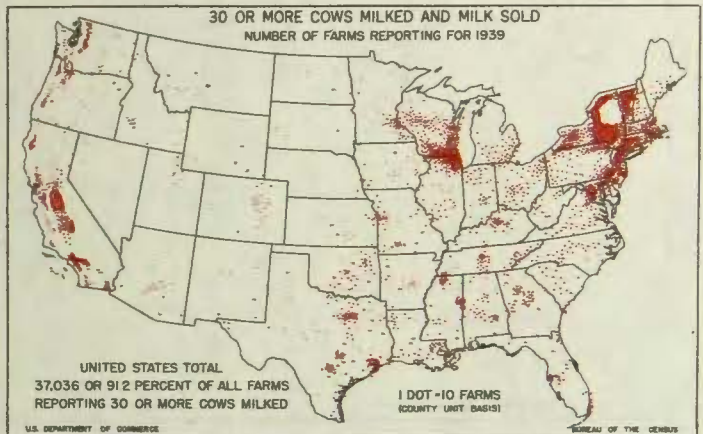 30 OR MORE COWS MILKED AND MILK SOLD
NUMBER OF FARMS REPORTING FOR 1939
UNITED STATES TOTAL
37,036 OR 91.2 PERCENT OF ALL FARMS
REPORTING 30 OR MORE COWS MILKED
1 DOT-10 FARMS
(COUNTY UNIT BASIS)
U.S. DEPARTMENT OF COMMERCE
BUREAU OF THE CENSUS